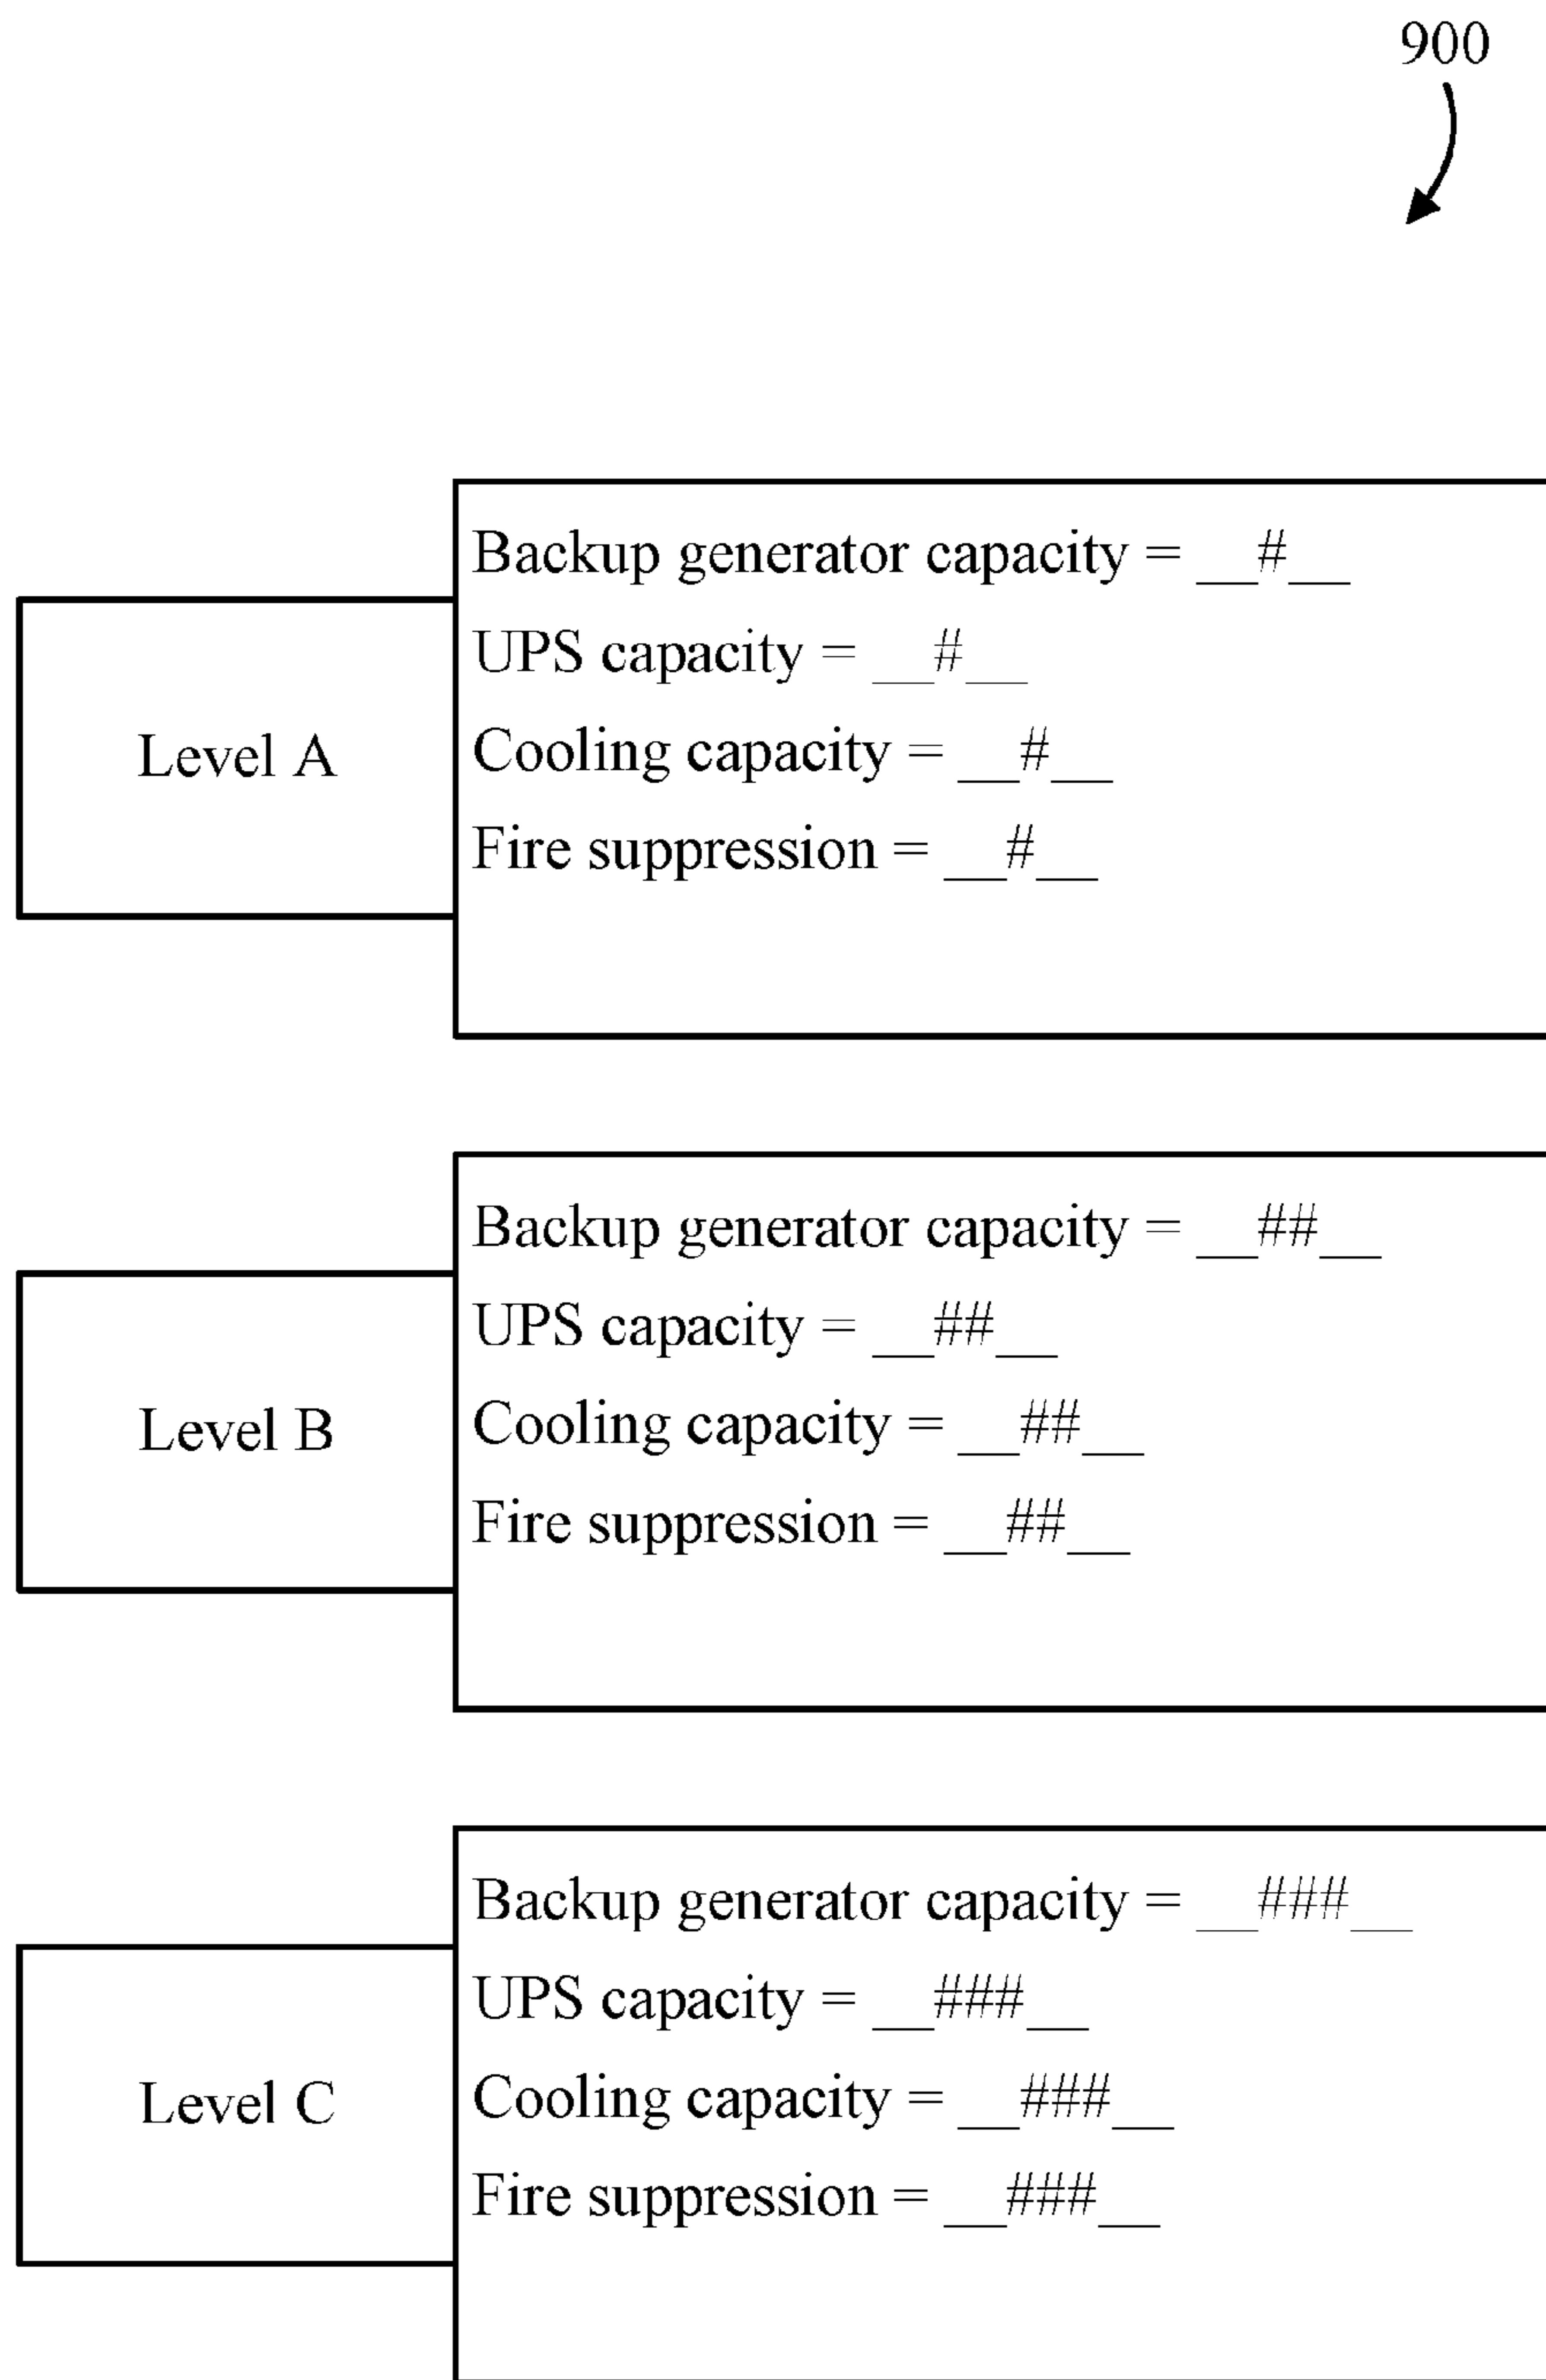 900
Backup generator capacity = __#__
UPS capacity = __#__
Cooling capacity = __#__
Fire suppression = __#__
Level A
Backup generator capacity = __##__
UPS capacity = __##__
Cooling capacity = __##__
Fire suppression = __##__
Level B
Backup generator capacity = __###__
UPS capacity = __###__
Cooling capacity = __###__
Fire suppression = __###__
Level C